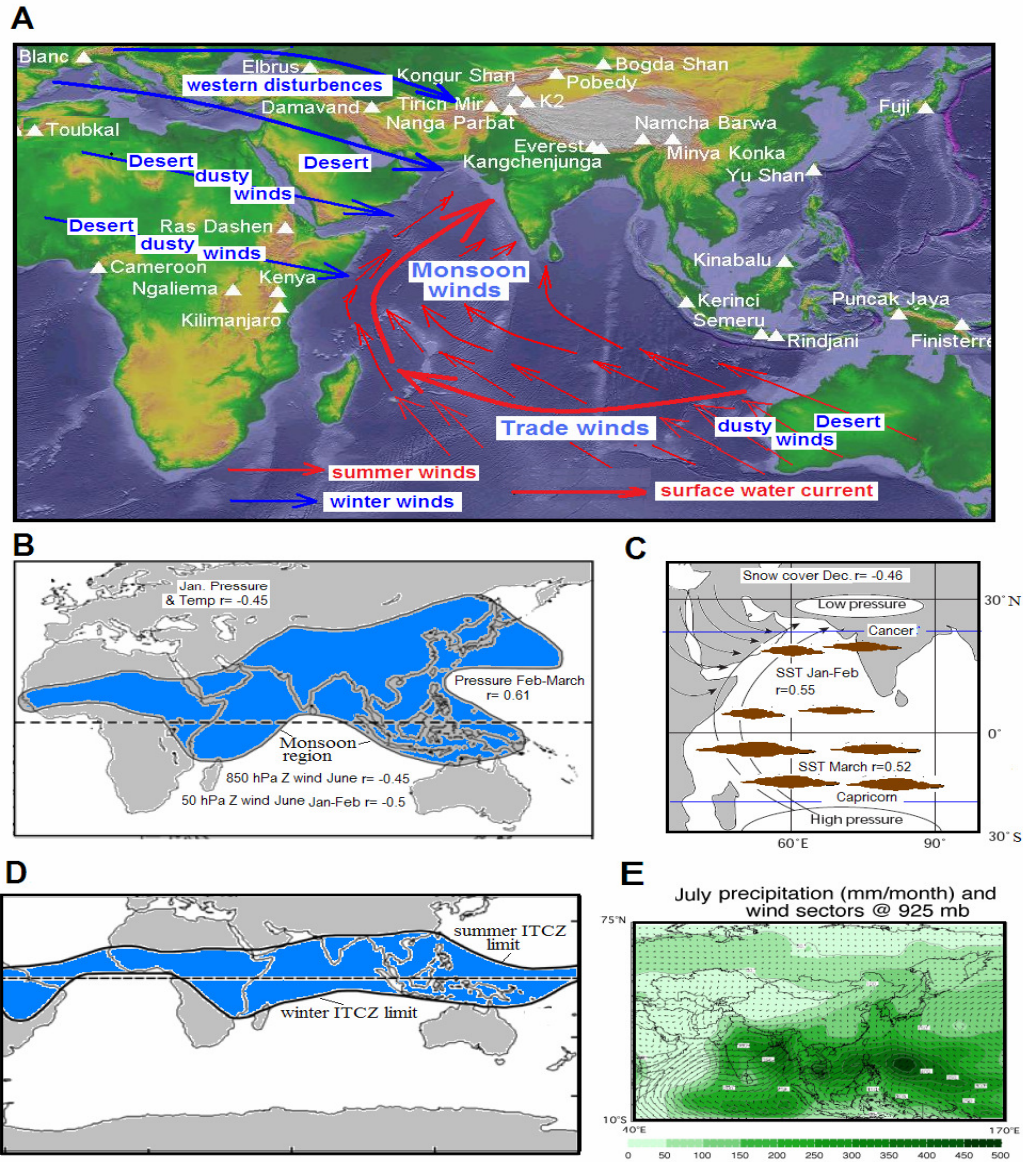 A
Blanc
Elbrus
western disturbences
Kongur Shan
Bogda Shan
Pobedy
Damavand
Tirich Mir
K2
Nanga Parbat
Fuji
Toubkal
Namcha Barwa
Everest
Kangchenjunga
Minya Konka
Yu Shan
Desert
dusty
winds
Desert
Desert
dusty
winds
Ras Dashen
Cameroon
Kenya
Ngaliema
Kilimanjaro
Monsoon
winds
Kinabalu
Kerinci
Semeru
Rindjani
Puncak Jaya
Finisterre
Trade winds
dusty
winds
Desert
summer winds
winter winds
surface water current
B
Jan. Pressure
& Temp r= -0.45
Pressure Feb-March
r= 0.61
Monsoon
region
850 hPa Z wind June r= -0.45
50 hPa Z wind June Jan-Feb r= -0.5
C
Snow cover Dec. r= -0.46
30°N
Low pressure
Cancer
SST Jan-Feb
r=0.55
0°
SST March r=0.52
Capricorn
High pressure
30°S
60°E
90°
D
summer ITCZ
limit
winter ITCZ limit
E
July precipitation (mm/month) and
wind sectors @ 925 mb
75°N
10°S
40°E
170°E
0 50 100 150 200 250 300 350 400 450 500